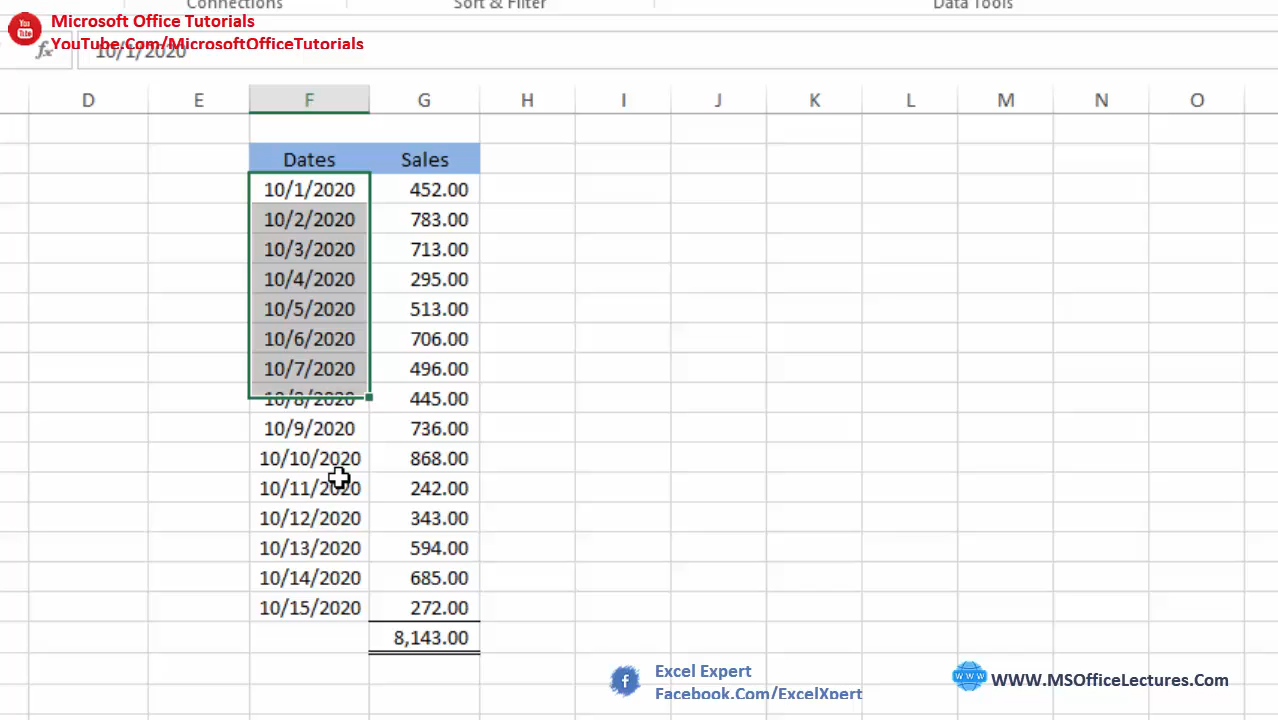 Connections Sort & Filter Data Tools
You Tube
Microsoft Office Tutorials
YouTube.Com/MicrosoftOfficeTutorials
fx 10/1/2020
D E F G H I J K L M N O
Dates Sales
10/1/2020 452.00
10/2/2020 783.00
10/3/2020 713.00
10/4/2020 295.00
10/5/2020 513.00
10/6/2020 706.00
10/7/2020 496.00
10/8/2020 445.00
10/9/2020 736.00
10/10/2020 868.00
10/11/2020 242.00
10/12/2020 343.00
10/13/2020 594.00
10/14/2020 685.00
10/15/2020 272.00
8,143.00
f Excel Expert
Facebook.Com/ExcelXpert
WWW WWW.MSOfficeLectures.Com